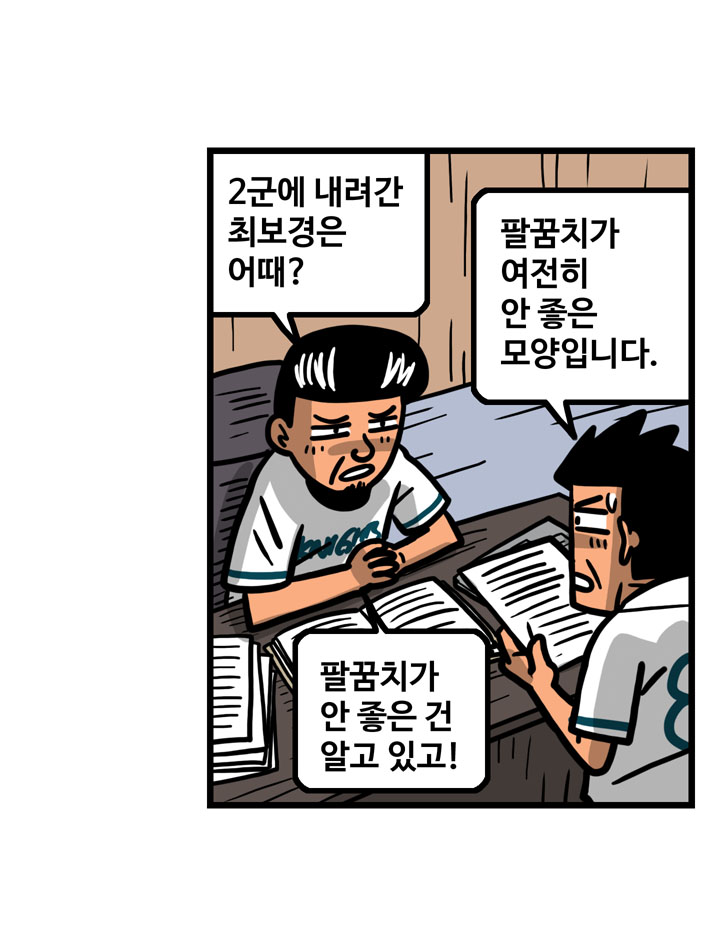 2군에 내려간
최보경은
어때?
팔꿈치가
여전히
안 좋은
모양입니다.
팔꿈치가
안 좋은 건
알고 있고!